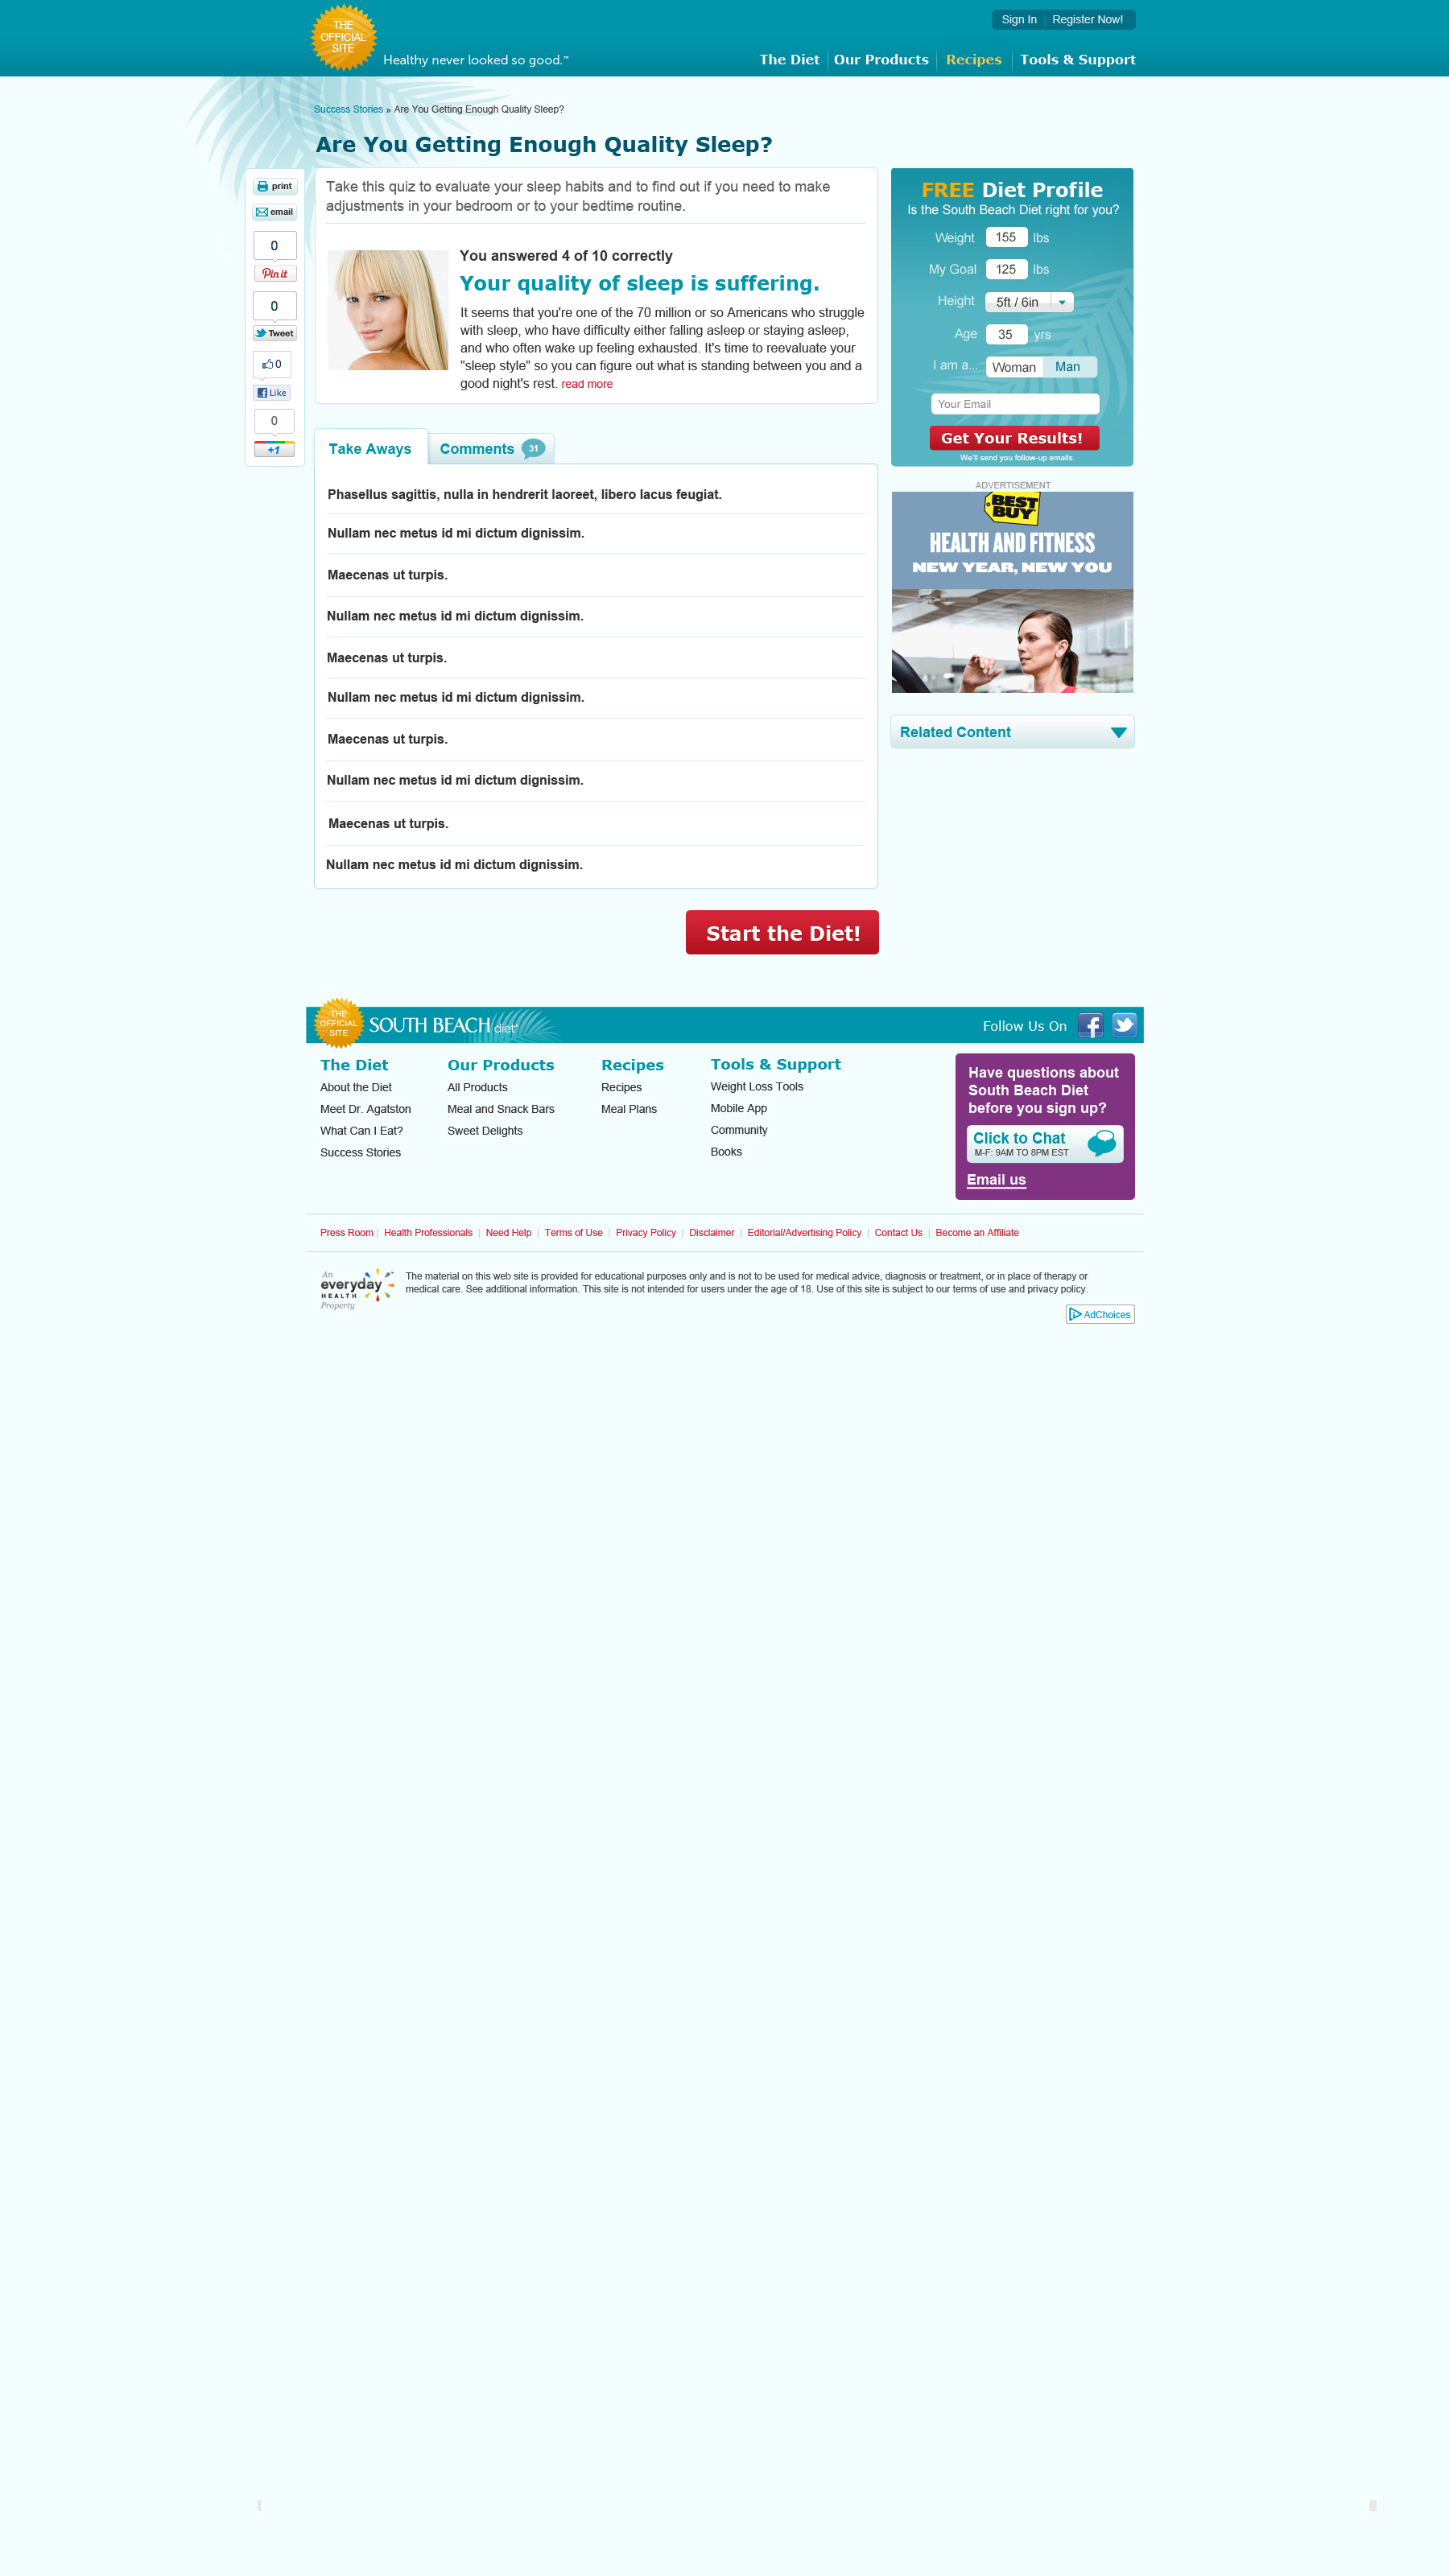 THE
OFFICIAL
SITE
Healthy never looked so good.™
Sign In | Register Now!
The Diet | Our Products | Recipes | Tools & Support
Success Stories » Are You Getting Enough Quality Sleep?
Are You Getting Enough Quality Sleep?
print
email
0
Pin it
0
Tweet
0
Like
0
+1
Take this quiz to evaluate your sleep habits and to find out if you need to make
adjustments in your bedroom or to your bedtime routine.
You answered 4 of 10 correctly
Your quality of sleep is suffering.
It seems that you're one of the 70 million or so Americans who struggle
with sleep, who have difficulty either falling asleep or staying asleep,
and who often wake up feeling exhausted. It's time to reevaluate your
"sleep style" so you can figure out what is standing between you and a
good night's rest. read more
Take Aways
Comments 31
Phasellus sagittis, nulla in hendrerit laoreet, libero lacus feugiat.
Nullam nec metus id mi dictum dignissim.
Maecenas ut turpis.
Nullam nec metus id mi dictum dignissim.
Maecenas ut turpis.
Nullam nec metus id mi dictum dignissim.
Maecenas ut turpis.
Nullam nec metus id mi dictum dignissim.
Maecenas ut turpis.
Nullam nec metus id mi dictum dignissim.
Start the Diet!
FREE Diet Profile
Is the South Beach Diet right for you?
Weight 155 lbs
My Goal 125 lbs
Height 5ft / 6in
Age 35 yrs
I am a... Woman Man
Your Email
Get Your Results!
We'll send you follow-up emails.
ADVERTISEMENT
BEST
BUY
HEALTH AND FITNESS
NEW YEAR, NEW YOU
Related Content
THE
OFFICIAL
SITE
SOUTH BEACH diet
Follow Us On
The Diet
About the Diet
Meet Dr. Agatston
What Can I Eat?
Success Stories
Our Products
All Products
Meal and Snack Bars
Sweet Delights
Recipes
Recipes
Meal Plans
Tools & Support
Weight Loss Tools
Mobile App
Community
Books
Have questions about
South Beach Diet
before you sign up?
Click to Chat
M-F: 9AM TO 8PM EST
Email us
Press Room | Health Professionals | Need Help | Terms of Use | Privacy Policy | Disclaimer | Editorial/Advertising Policy | Contact Us | Become an Affiliate
An
everyday
HEALTH
Property
The material on this web site is provided for educational purposes only and is not to be used for medical advice, diagnosis or treatment, or in place of therapy or
medical care. See additional information. This site is not intended for users under the age of 18. Use of this site is subject to our terms of use and privacy policy.
AdChoices